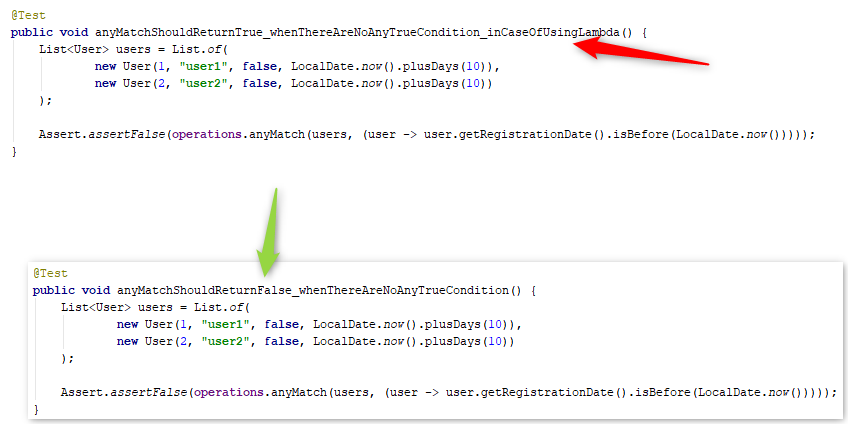 @Test
public void anyMatchShouldReturnTrue_whenThereAreNoAnyTrueCondition_inCaseOfUsingLambda() {
List<User> users = List.of(
new User(1, "user1", false, LocalDate.now().plusDays(10)),
new User(2, "user2", false, LocalDate.now().plusDays(10))
);
Assert.assertFalse(operations.anyMatch(users, (user -> user.getRegistrationDate().isBefore(LocalDate.now()))));
}
@Test
public void anyMatchShouldReturnFalse_whenThereAreNoAnyTrueCondition() {
List<User> users = List.of(
new User(1, "user1", false, LocalDate.now().plusDays(10)),
new User(2, "user2", false, LocalDate.now().plusDays(10))
);
Assert.assertFalse(operations.anyMatch(users, (user -> user.getRegistrationDate().isBefore(LocalDate.now()))));
}